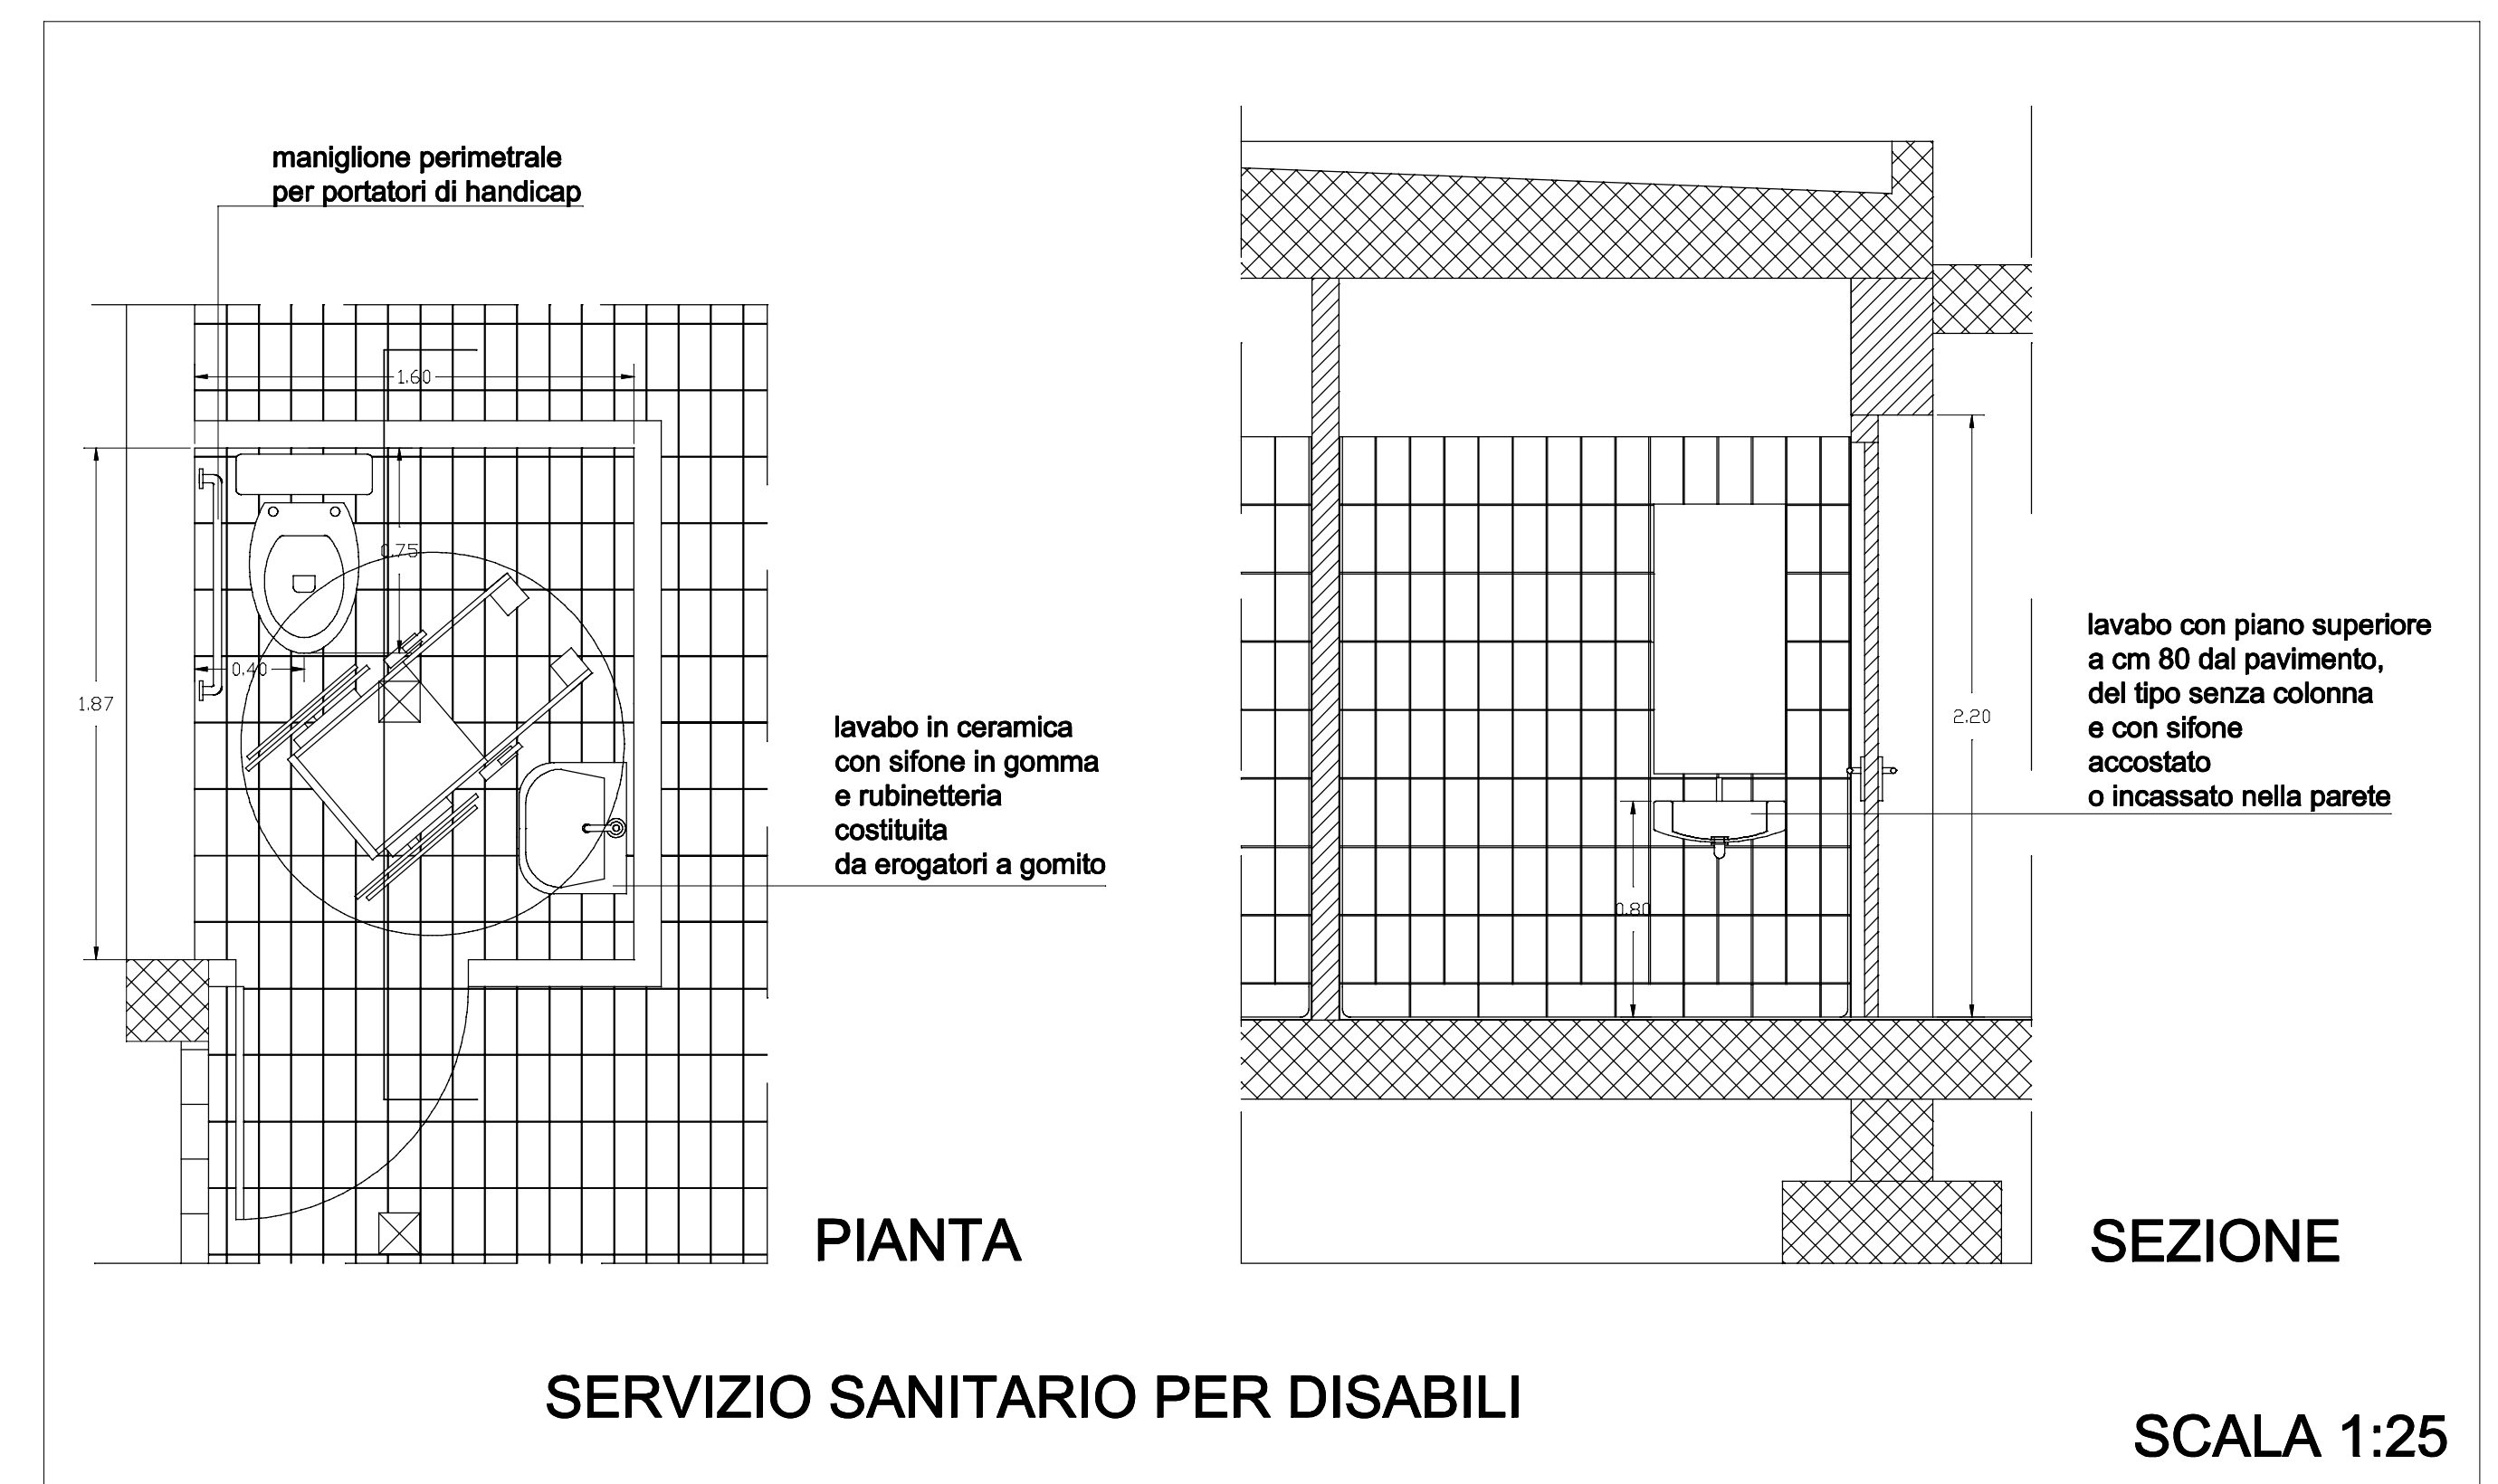 maniglione perimetrale
per portatori di handicap
1.60
0.75
0.40
1.87
lavabo in ceramica
con sifone in gomma
e rubinetteria
costituita
da erogatori a gomito
PIANTA
lavabo con piano superiore
a cm 80 dal pavimento,
del tipo senza colonna
e con sifone
accostato
o incassato nella parete
2.20
0.80
SEZIONE
SERVIZIO SANITARIO PER DISABILI
SCALA 1:25